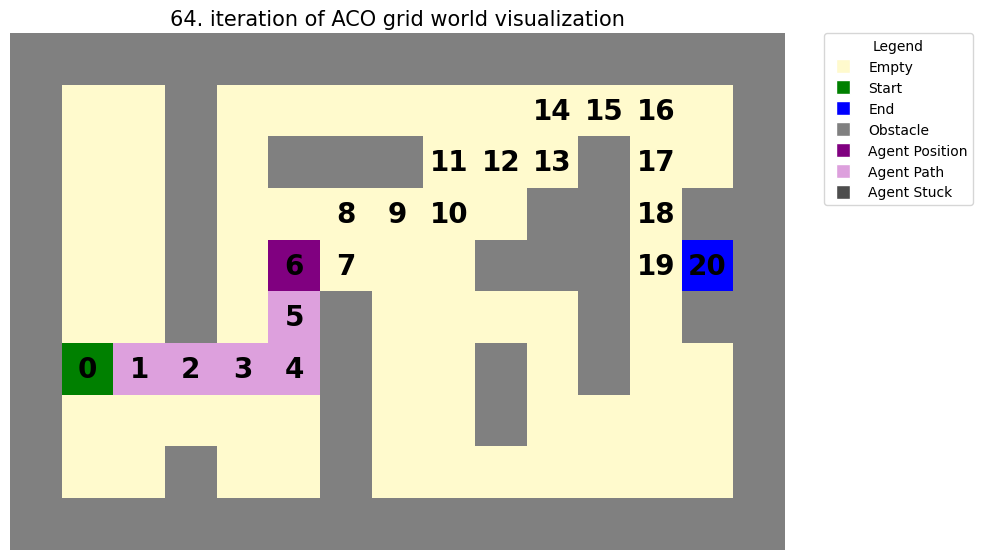 64. iteration of ACO grid world visualization
Legend
Empty
Start
End
Obstacle
Agent Position
Agent Path
Agent Stuck
14 15 16
11 12 13 17
8 9 10 18
6 7 19 20
5
0 1 2 3 4